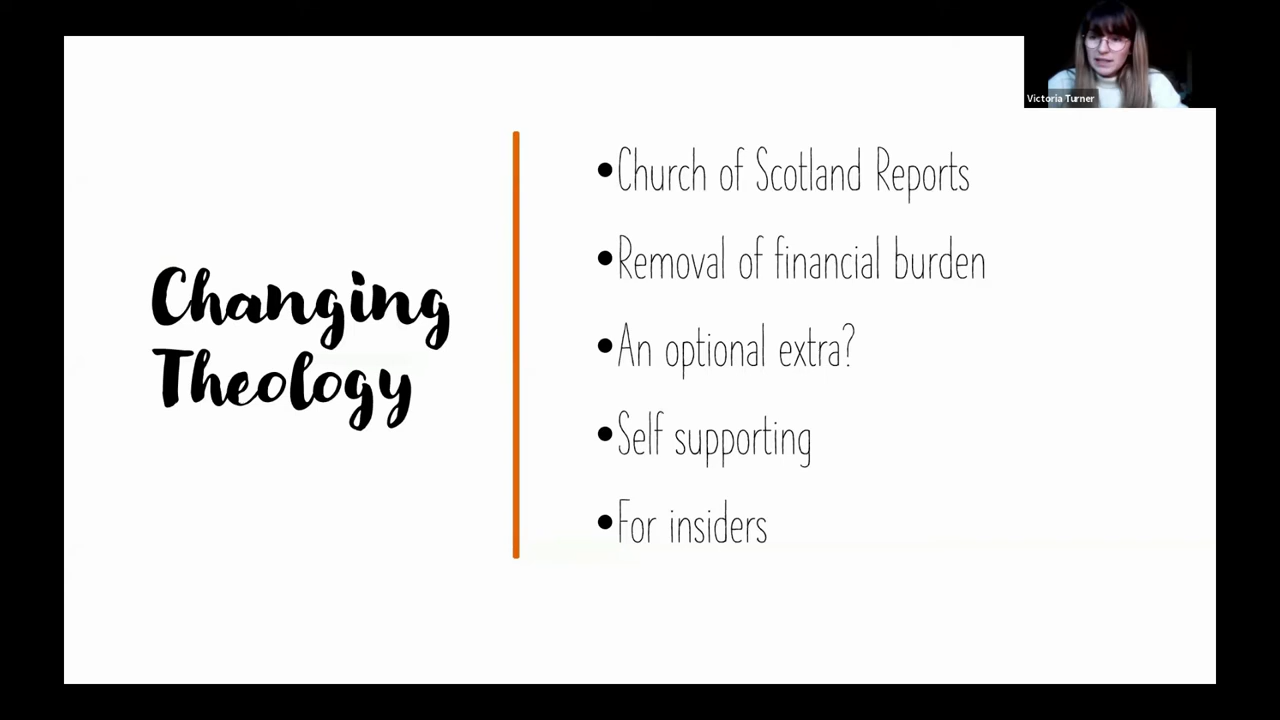 Victoria Turner
Changing
Theology
•Church of Scotland Reports
•Removal of financial burden
•An optional extra?
•Self supporting
•For insiders